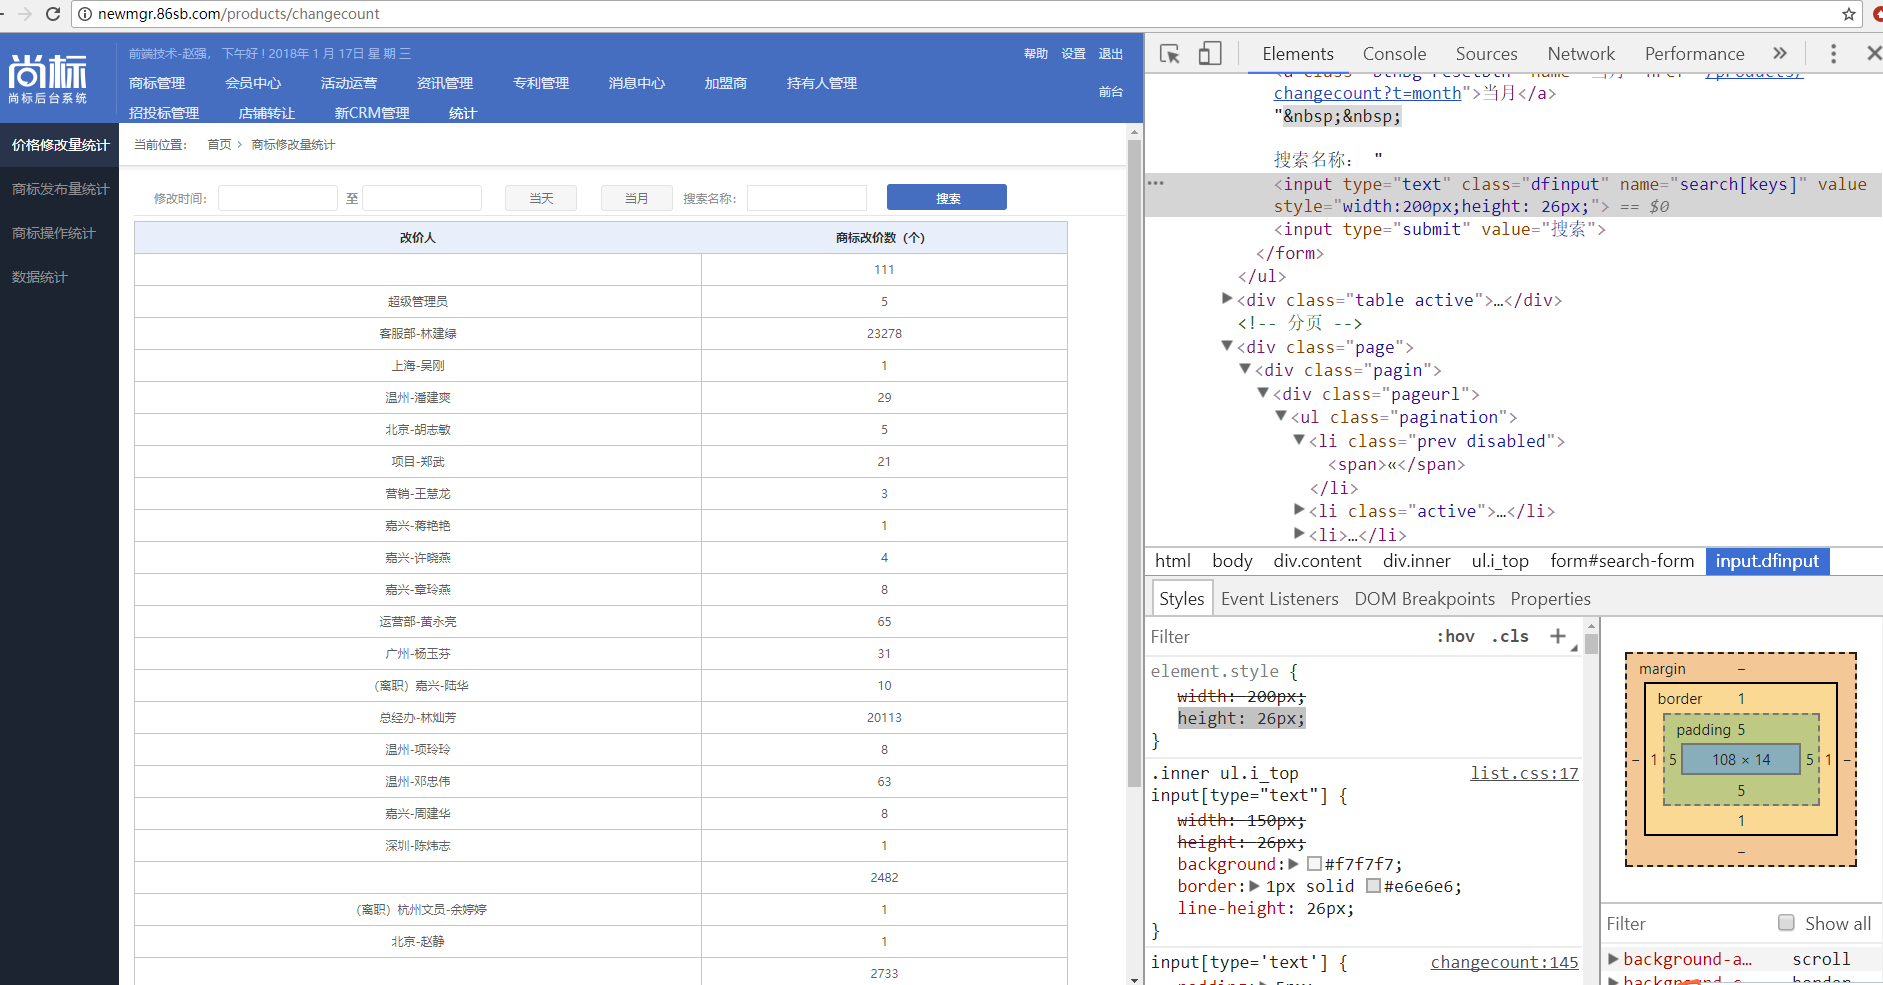 newmgr.86sb.com/products/changecount
尚标
尚标后台系统
前端技术-赵强， 下午好！2018年 1 月 17日 星 期 三
帮助 设置 退出
商标管理 会员中心 活动运营 资讯管理 专利管理 消息中心 加盟商 持有人管理
前台
招投标管理 店铺转让 新CRM管理 统计
价格修改量统计
商标发布量统计
商标操作统计
数据统计
当前位置： 首页 › 商标修改量统计
修改时间： 至 当天 当月 搜索名称： 搜索
改价人 商标改价数（个）
111
超级管理员 5
客服部-林建绿 23278
上海-吴刚 1
温州-潘建爽 29
北京-胡志敏 5
项目-郑武 21
营销-王慧龙 3
嘉兴-蒋艳艳 1
嘉兴-许晓燕 4
嘉兴-章玲燕 8
运营部-黄永亮 65
广州-杨玉芬 31
（离职）嘉兴-陆华 10
总经办-林灿芳 20113
温州-项玲玲 8
温州-邓忠伟 63
嘉兴-周建华 8
深圳-陈炜志 1
2482
（离职）杭州文员-余婷婷 1
北京-赵静 1
2733
Elements Console Sources Network Performance »
changecount?t=month">当月</a>
"&nbsp;&nbsp;
搜索名称： "
<input type="text" class="dfinput" name="search[keys]" value
style="width:200px;height: 26px;"> == $0
<input type="submit" value="搜索">
</form>
</ul>
<div class="table active">…</div>
<!-- 分页 -->
<div class="page">
<div class="pagin">
<div class="pageurl">
<ul class="pagination">
<li class="prev disabled">
<span>«</span>
</li>
<li class="active">…</li>
<li>…</li>
html body div.content div.inner ul.i_top form#search-form input.dfinput
Styles Event Listeners DOM Breakpoints Properties
Filter :hov .cls +
element.style {
width: 200px;
height: 26px;
}
.inner ul.i_top list.css:17
input[type="text"] {
width: 150px;
height: 26px;
background: #f7f7f7;
border: 1px solid #e6e6e6;
line-height: 26px;
}
input[type='text'] { changecount:145
margin –
border 1
padding 5
– 1 5 108 × 14 5 1 –
5
1
–
Filter Show all
background-a… scroll